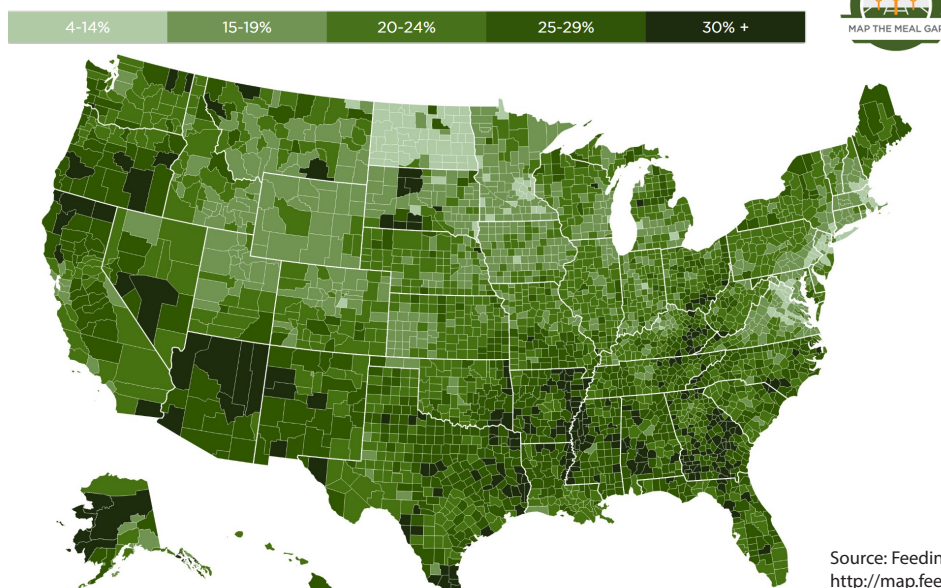 4-14% 15-19% 20-24% 25-29% 30% +
MAP THE MEAL GAP
Source: Feedin
http://map.fee